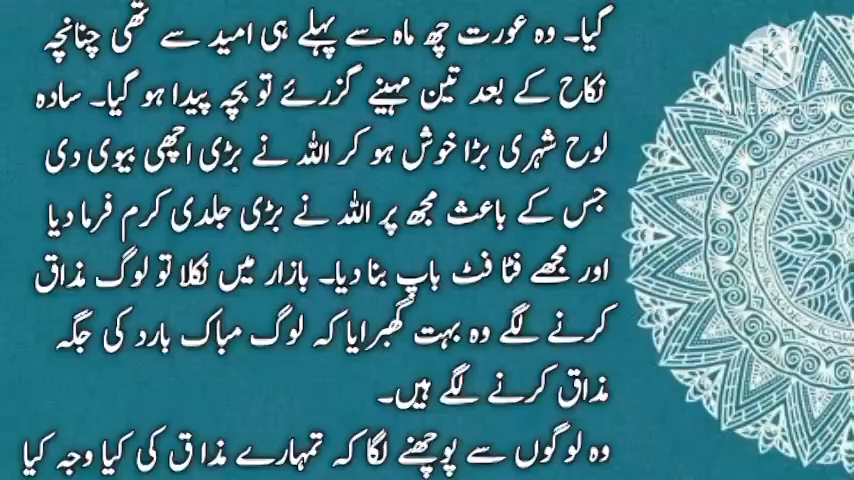 گیا۔ وہ عورت چھ ماہ سے پہلے ہی امید سے تھی چنانچہ
نکاح کے بعد تین مہینے گزرئے تو بچہ پیدا ہو گیا۔ سادہ
لوح شہری بڑا خوش ہو کر اللہ نے بڑی اچھی بیوی دی
جس کے باعث مجھ پر اللہ نے بڑی جلدی کرم فرما دیا
اور مجھے فٹا فٹ باپ بنا دیا۔ بازار میں نکلا تو لوگ مذاق
کرنے لگے وہ بہت گھبرایا کہ لوگ مباک بارد کی جگہ
مذاق کرنے لگے ہیں۔
وہ لوگوں سے پوچھنے لگا کہ تمہارے مذاق کی کیا وجہ کیا